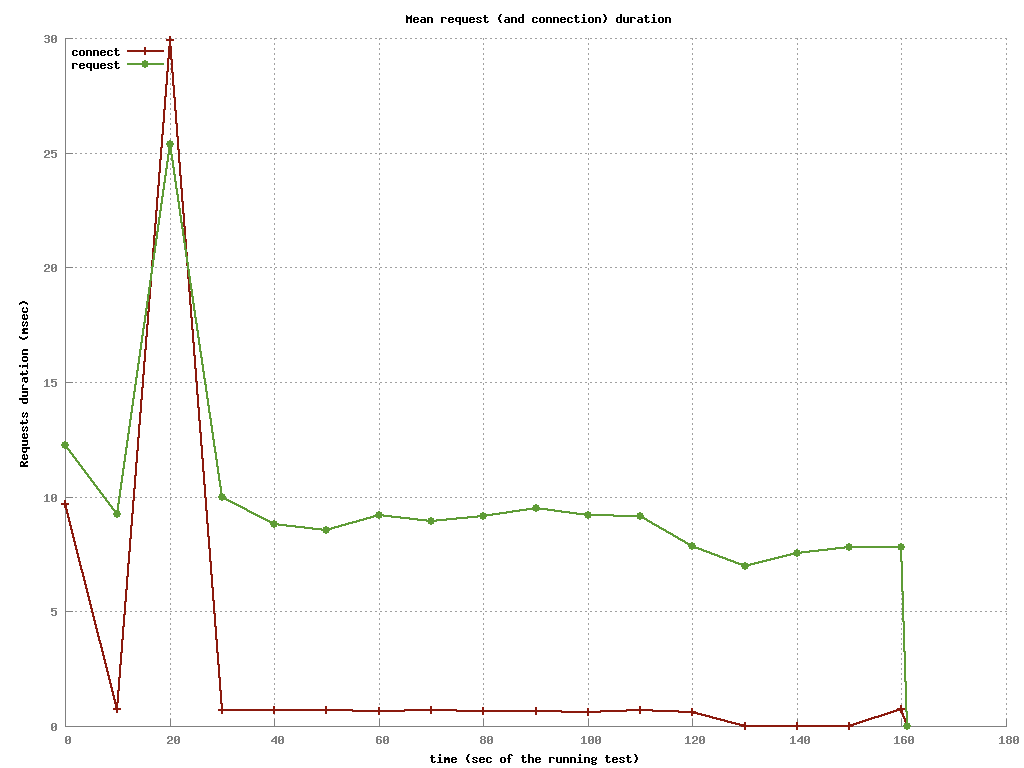 Mean request (and connection) duration
connect
request
30
25
20
15
10
5
0
Requests duration (msec)
0 20 40 60 80 100 120 140 160 180
time (sec of the running test)